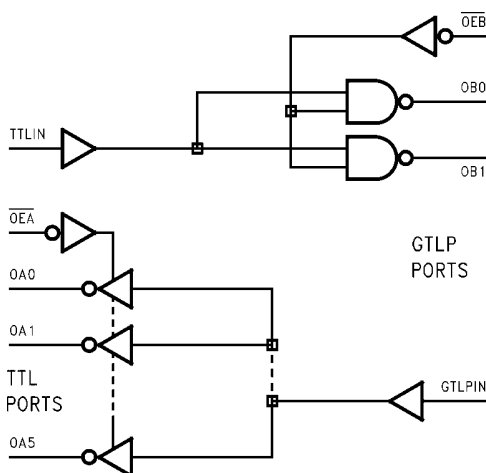 OEB
OB0
TTLIN
OB1
OEA
GTLP
PORTS
OA0
OA1
TTL
PORTS
GTLPIN
OA5